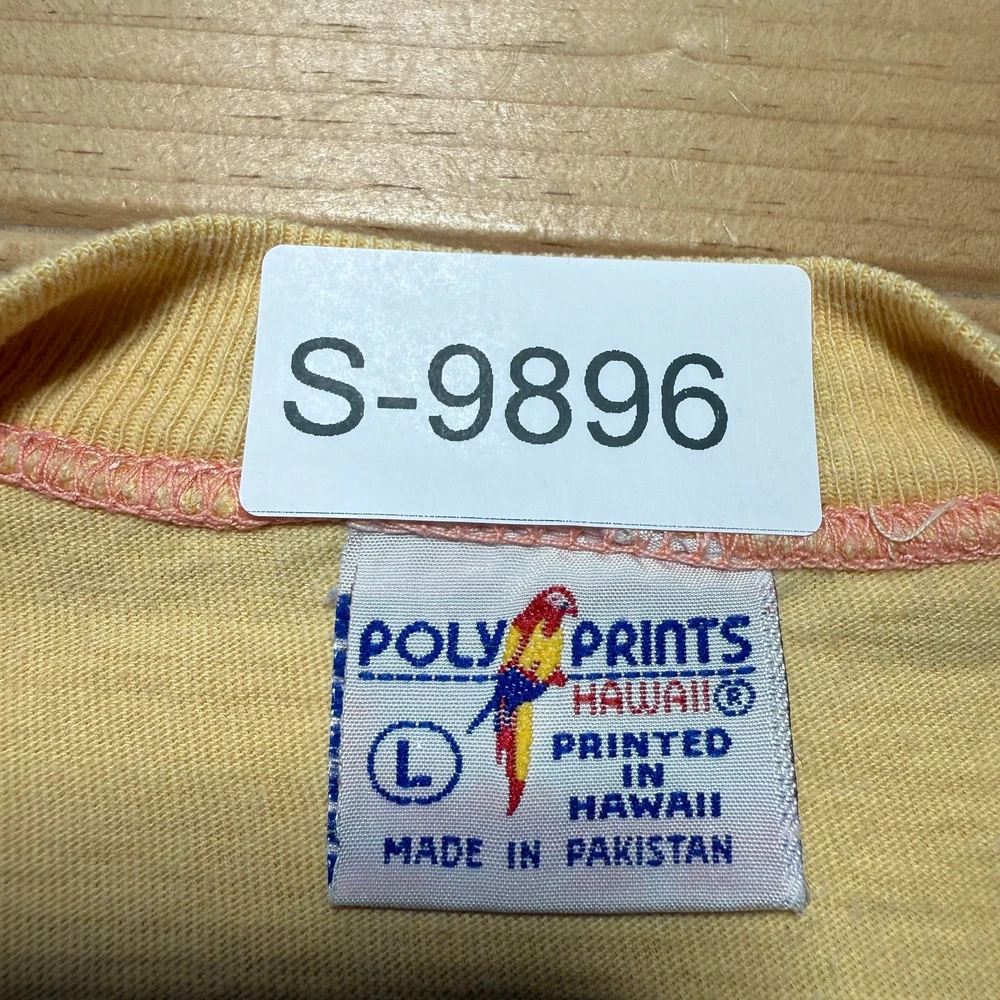 S-9896
POLY PRINTS
HAWAII®
L
PRINTED
IN
HAWAII
MADE IN PAKISTAN